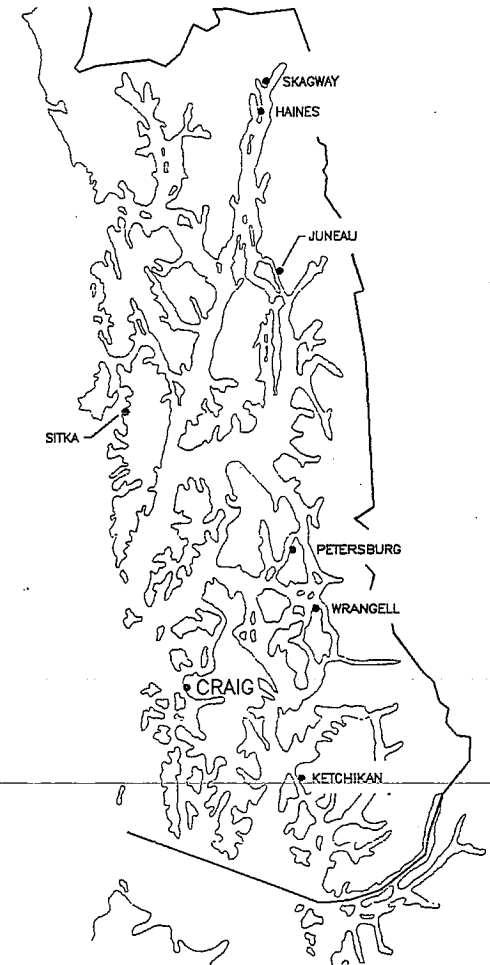 SKAGWAY
HAINES
JUNEAU
SITKA
PETERSBURG
WRANGELL
CRAIG
KETCHIKAN